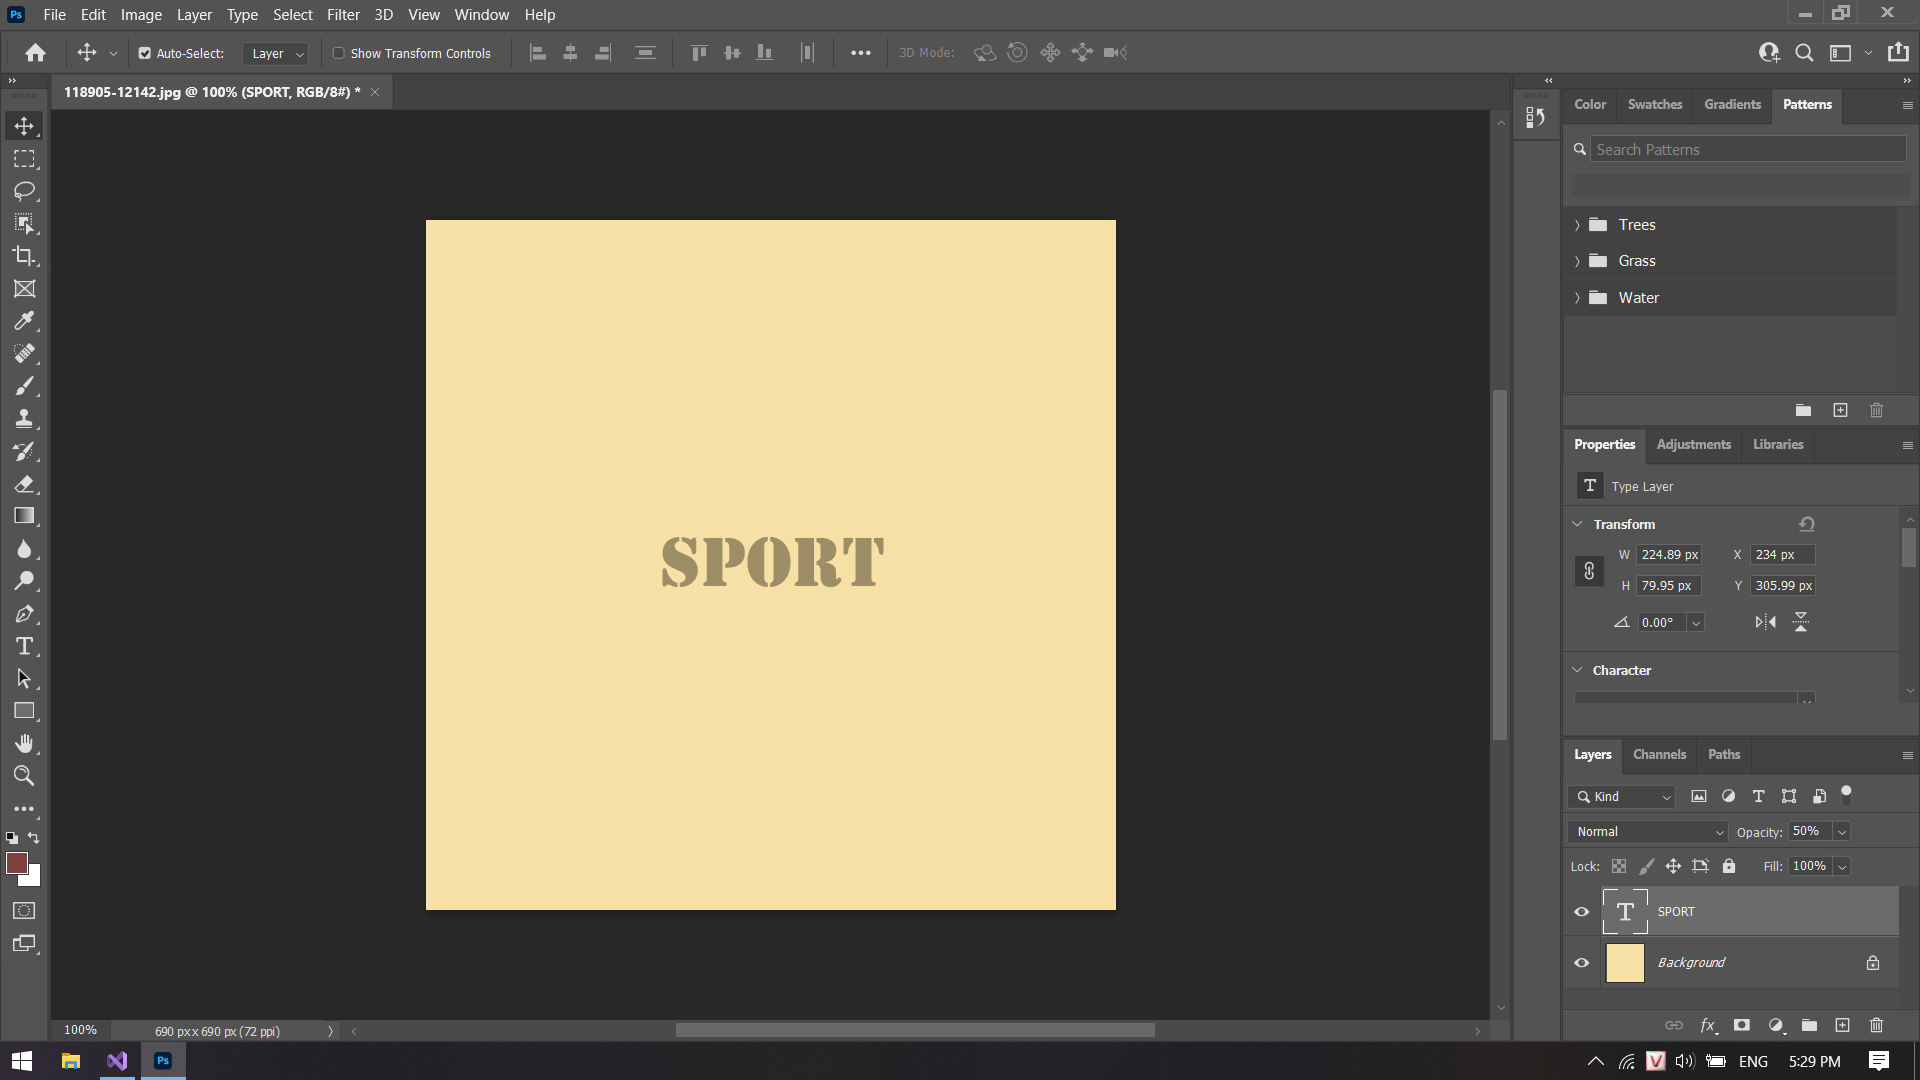 Ps File Edit Image Layer Type Select Filter 3D View Window Help
Auto-Select: Layer Show Transform Controls 3D Mode:
118905-12142.jpg @ 100% (SPORT, RGB/8#) *
Color Swatches Gradients Patterns
Search Patterns
Trees
Grass
Water
SPORT
Properties Adjustments Libraries
T Type Layer
Transform
W 224.89 px X 234 px
H 79.95 px Y 305.99 px
0.00°
Character
Layers Channels Paths
Kind
Normal Opacity: 50%
Lock: Fill: 100%
T SPORT
Background
fx
100% 690 px x 690 px (72 ppi)
Ps V ENG 5:29 PM